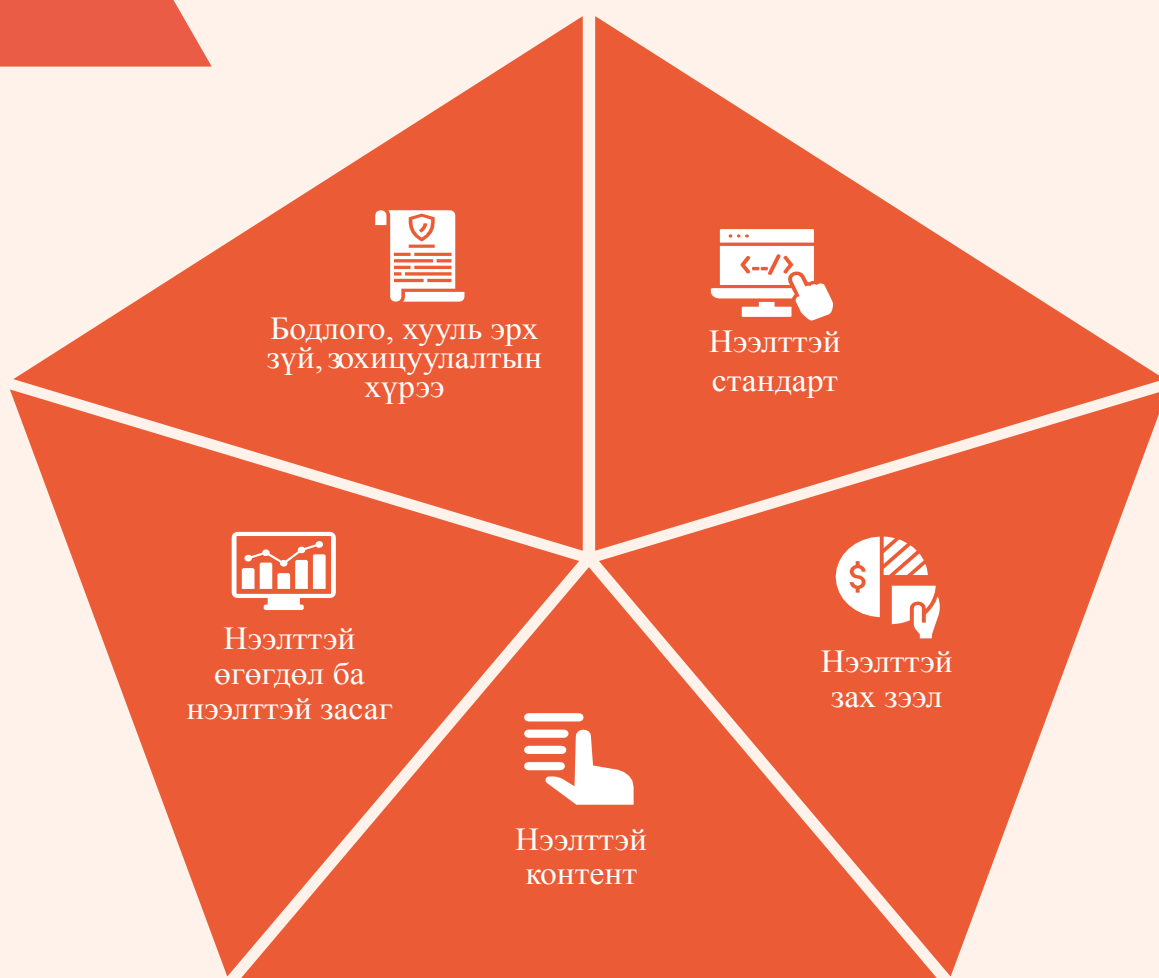 Бодлого, хууль эрх
зүй, зохицуулалтын
хүрээ
Нээлттэй
стандарт
Нээлттэй
өгөгдөл ба
нээлттэй засаг
Нээлттэй
зах зээл
Нээлттэй
контент
$
<--/>